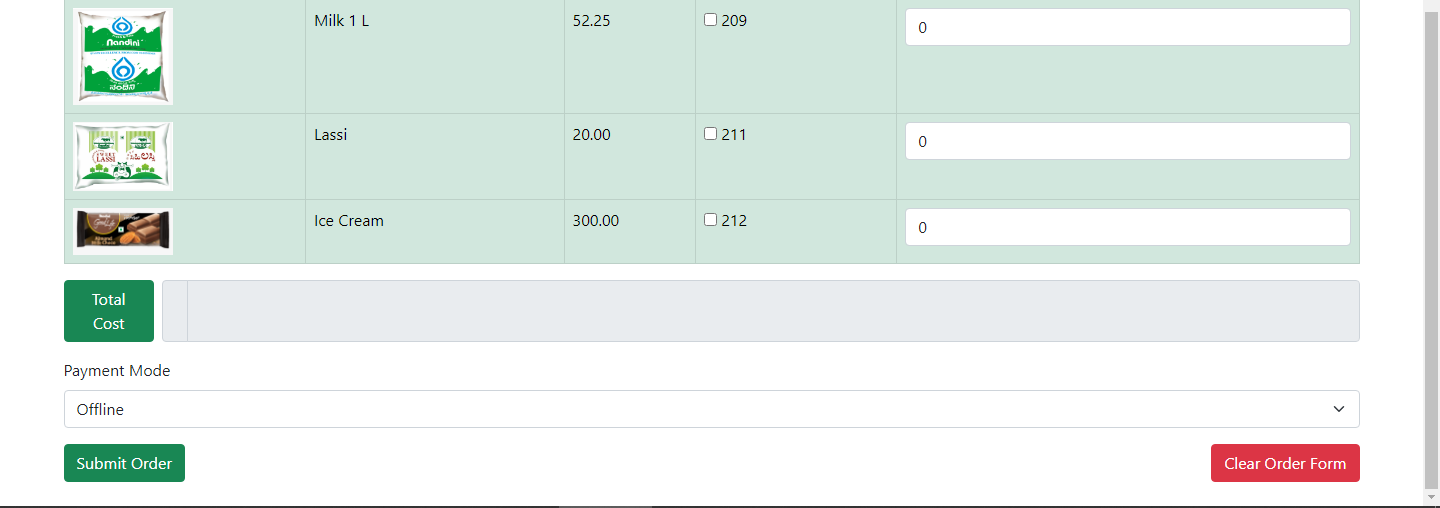 Milk 1 L 52.25 209 0
nandini
ನಂದಿನಿ
Lassi 20.00 211 0
SWEET
LASSI
Ice Cream 300.00 212 0
Total
Cost
Payment Mode
Offline
Submit Order Clear Order Form